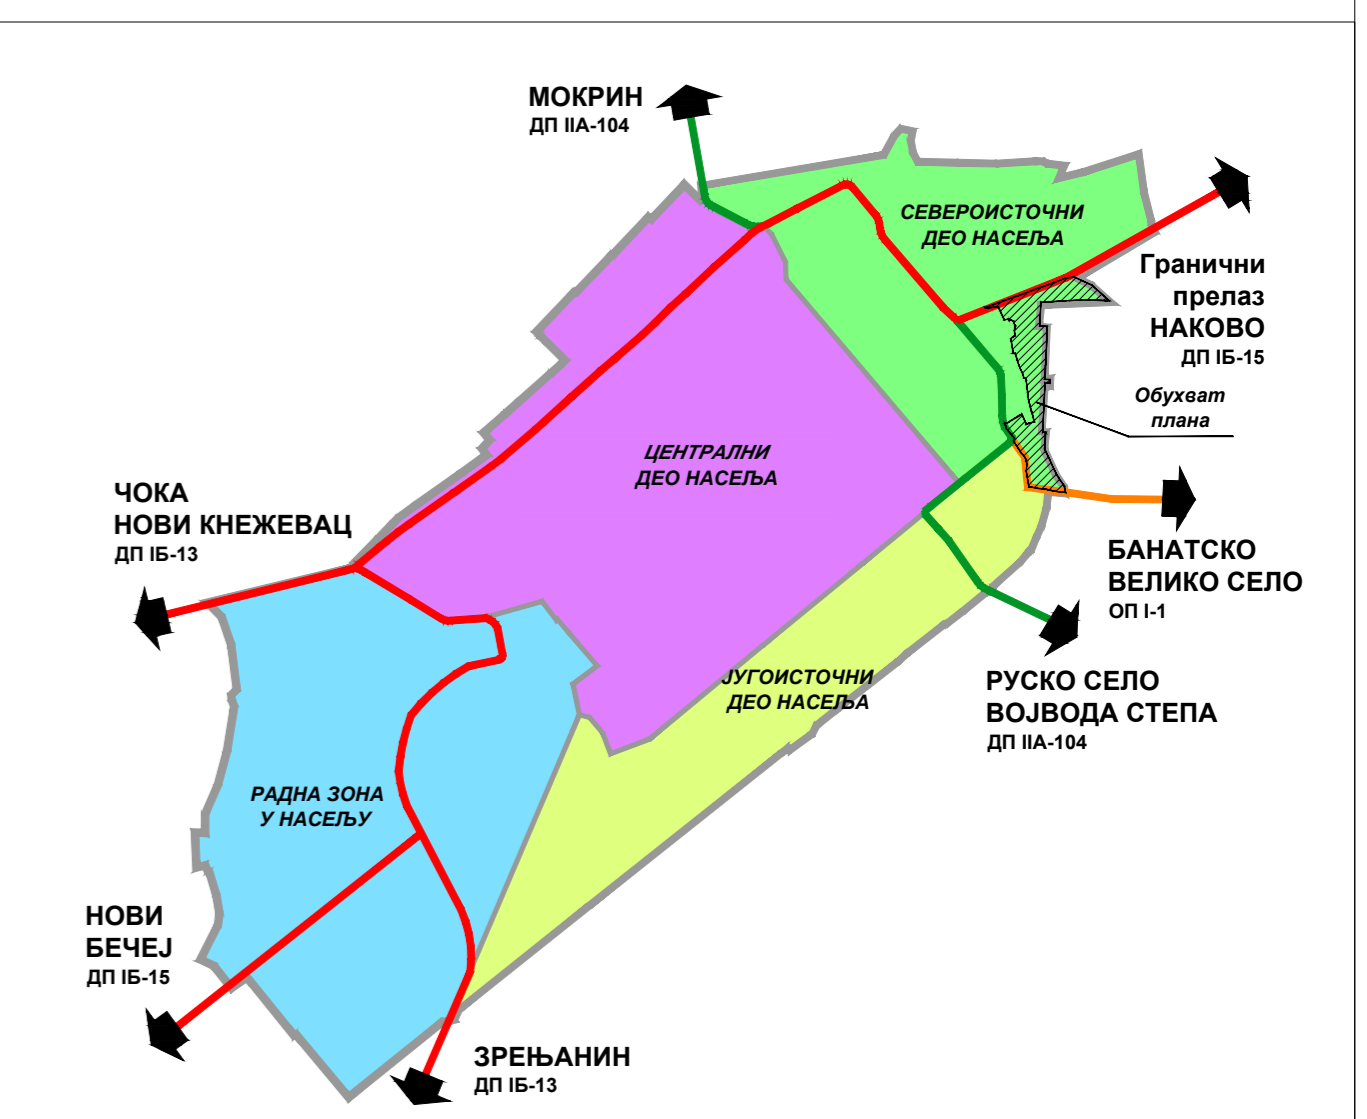 МОКРИН
ДП IIА-104
СЕВЕРОИСТОЧНИ
ДЕО НАСЕЉА
Гранични
прелаз
НАКОВО
ДП IБ-15
Обухват
плана
ЦЕНТРАЛНИ
ДЕО НАСЕЉА
ЧОКА
НОВИ КНЕЖЕВАЦ
ДП IБ-13
БАНАТСКО
ВЕЛИКО СЕЛО
ОП I-1
ЈУГОИСТОЧНИ
ДЕО НАСЕЉА
РУСКО СЕЛО
ВОЈВОДА СТЕПА
ДП IIА-104
РАДНА ЗОНА
У НАСЕЉУ
НОВИ
БЕЧЕЈ
ДП IБ-15
ЗРЕЊАНИН
ДП IБ-13